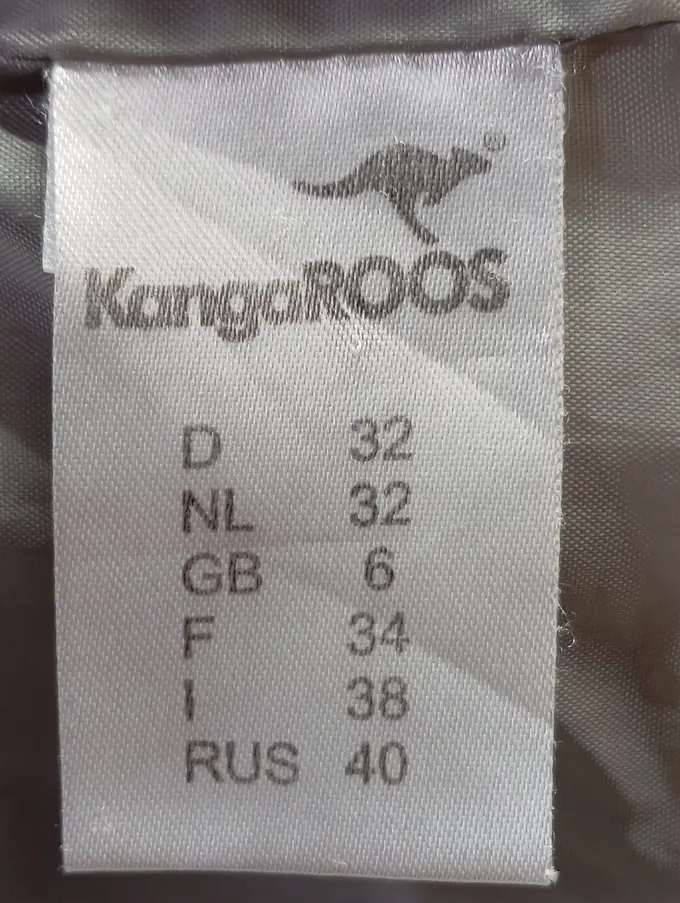 ®
KangaROOS
D 32
NL 32
GB 6
F 34
I 38
RUS 40